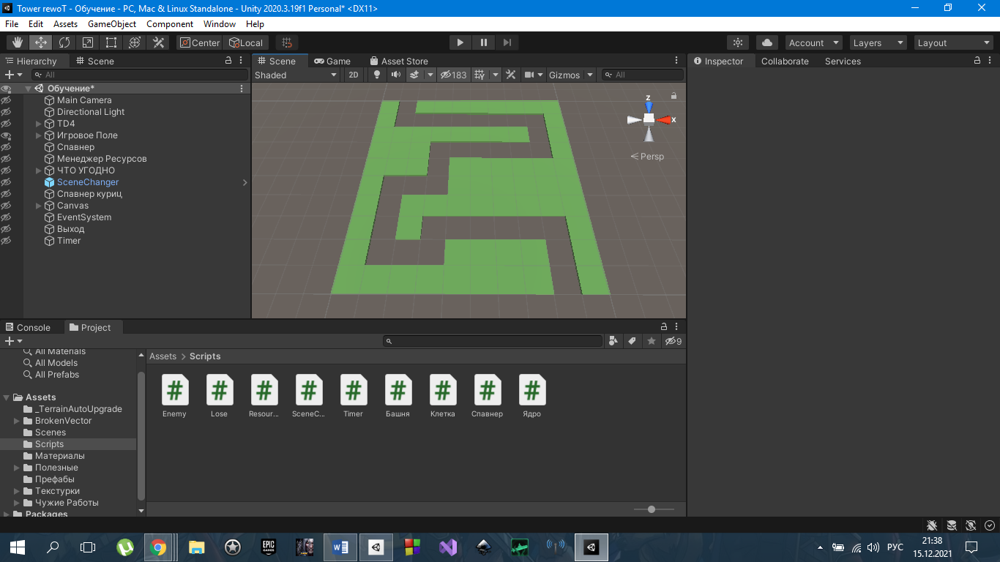 Tower rewoT - Обучение - PC, Mac & Linux Standalone - Unity 2020.3.19f1 Personal* <DX11>
File Edit Assets GameObject Component Window Help
Center Local Account Layers Layout
Hierarchy Scene Scene Game Asset Store Inspector Collaborate Services
All Shaded 2D 183 Gizmos All
Обучение*
Main Camera
Directional Light
TD4
Игровое Поле
Спавнер
Менеджер Ресурсов
ЧТО УГОДНО
SceneChanger
Спавнер куриц
Canvas
EventSystem
Выход
Timer
z
x
Persp
Console Project
9
All Materials
All Models
All Prefabs
Assets
_TerrainAutoUpgrade
BrokenVector
Scenes
Scripts
Материалы
Полезные
Префабы
Текстурки
Чужие Работы
Packages
Assets > Scripts
# # # # # # # # #
Enemy Lose Resour... SceneC... Timer Башня Клетка Спавнер Ядро
EPIC GAMES W РУС 21:38
15.12.2021